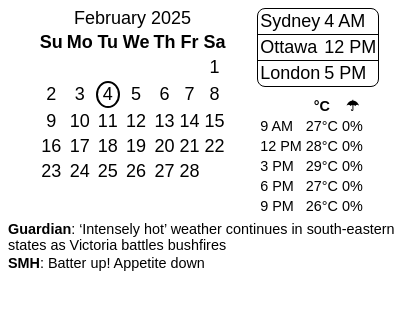 February 2025
Su Mo Tu We Th Fr Sa
1
2 3 4 5 6 7 8
9 10 11 12 13 14 15
16 17 18 19 20 21 22
23 24 25 26 27 28
Sydney 4 AM
Ottawa 12 PM
London 5 PM
°C ☂
9 AM 27°C 0%
12 PM 28°C 0%
3 PM 29°C 0%
6 PM 27°C 0%
9 PM 26°C 0%
Guardian: ‘Intensely hot’ weather continues in south-eastern
states as Victoria battles bushfires
SMH: Batter up! Appetite down